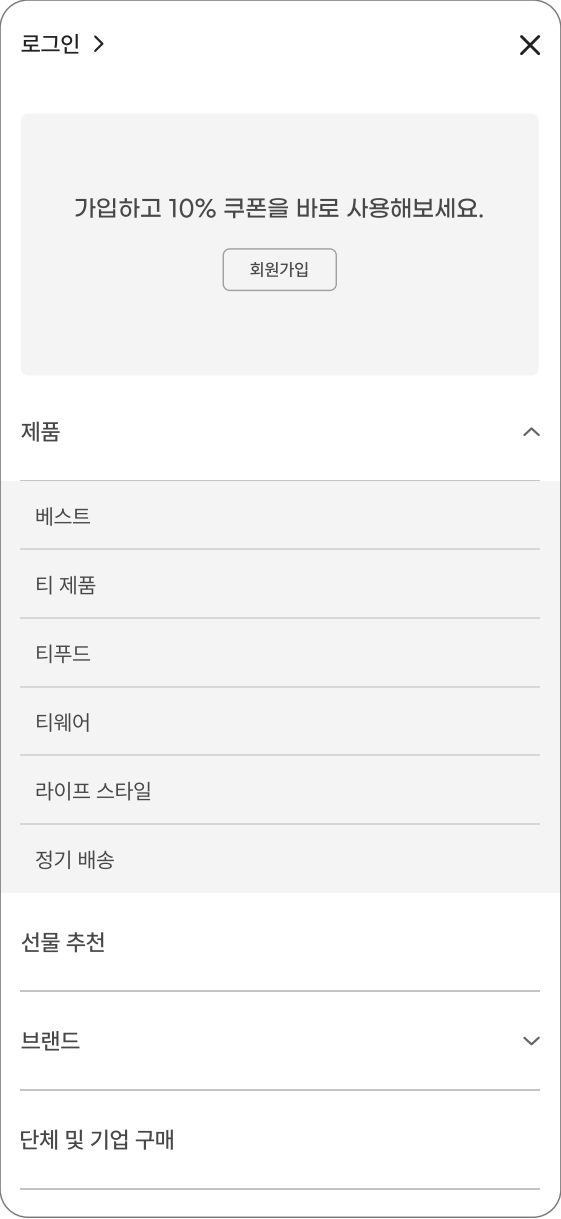 로그인
가입하고 10% 쿠폰을 바로 사용해보세요.
회원가입
제품
베스트
티 제품
티푸드
티웨어
라이프 스타일
정기 배송
선물 추천
브랜드
단체 및 기업 구매